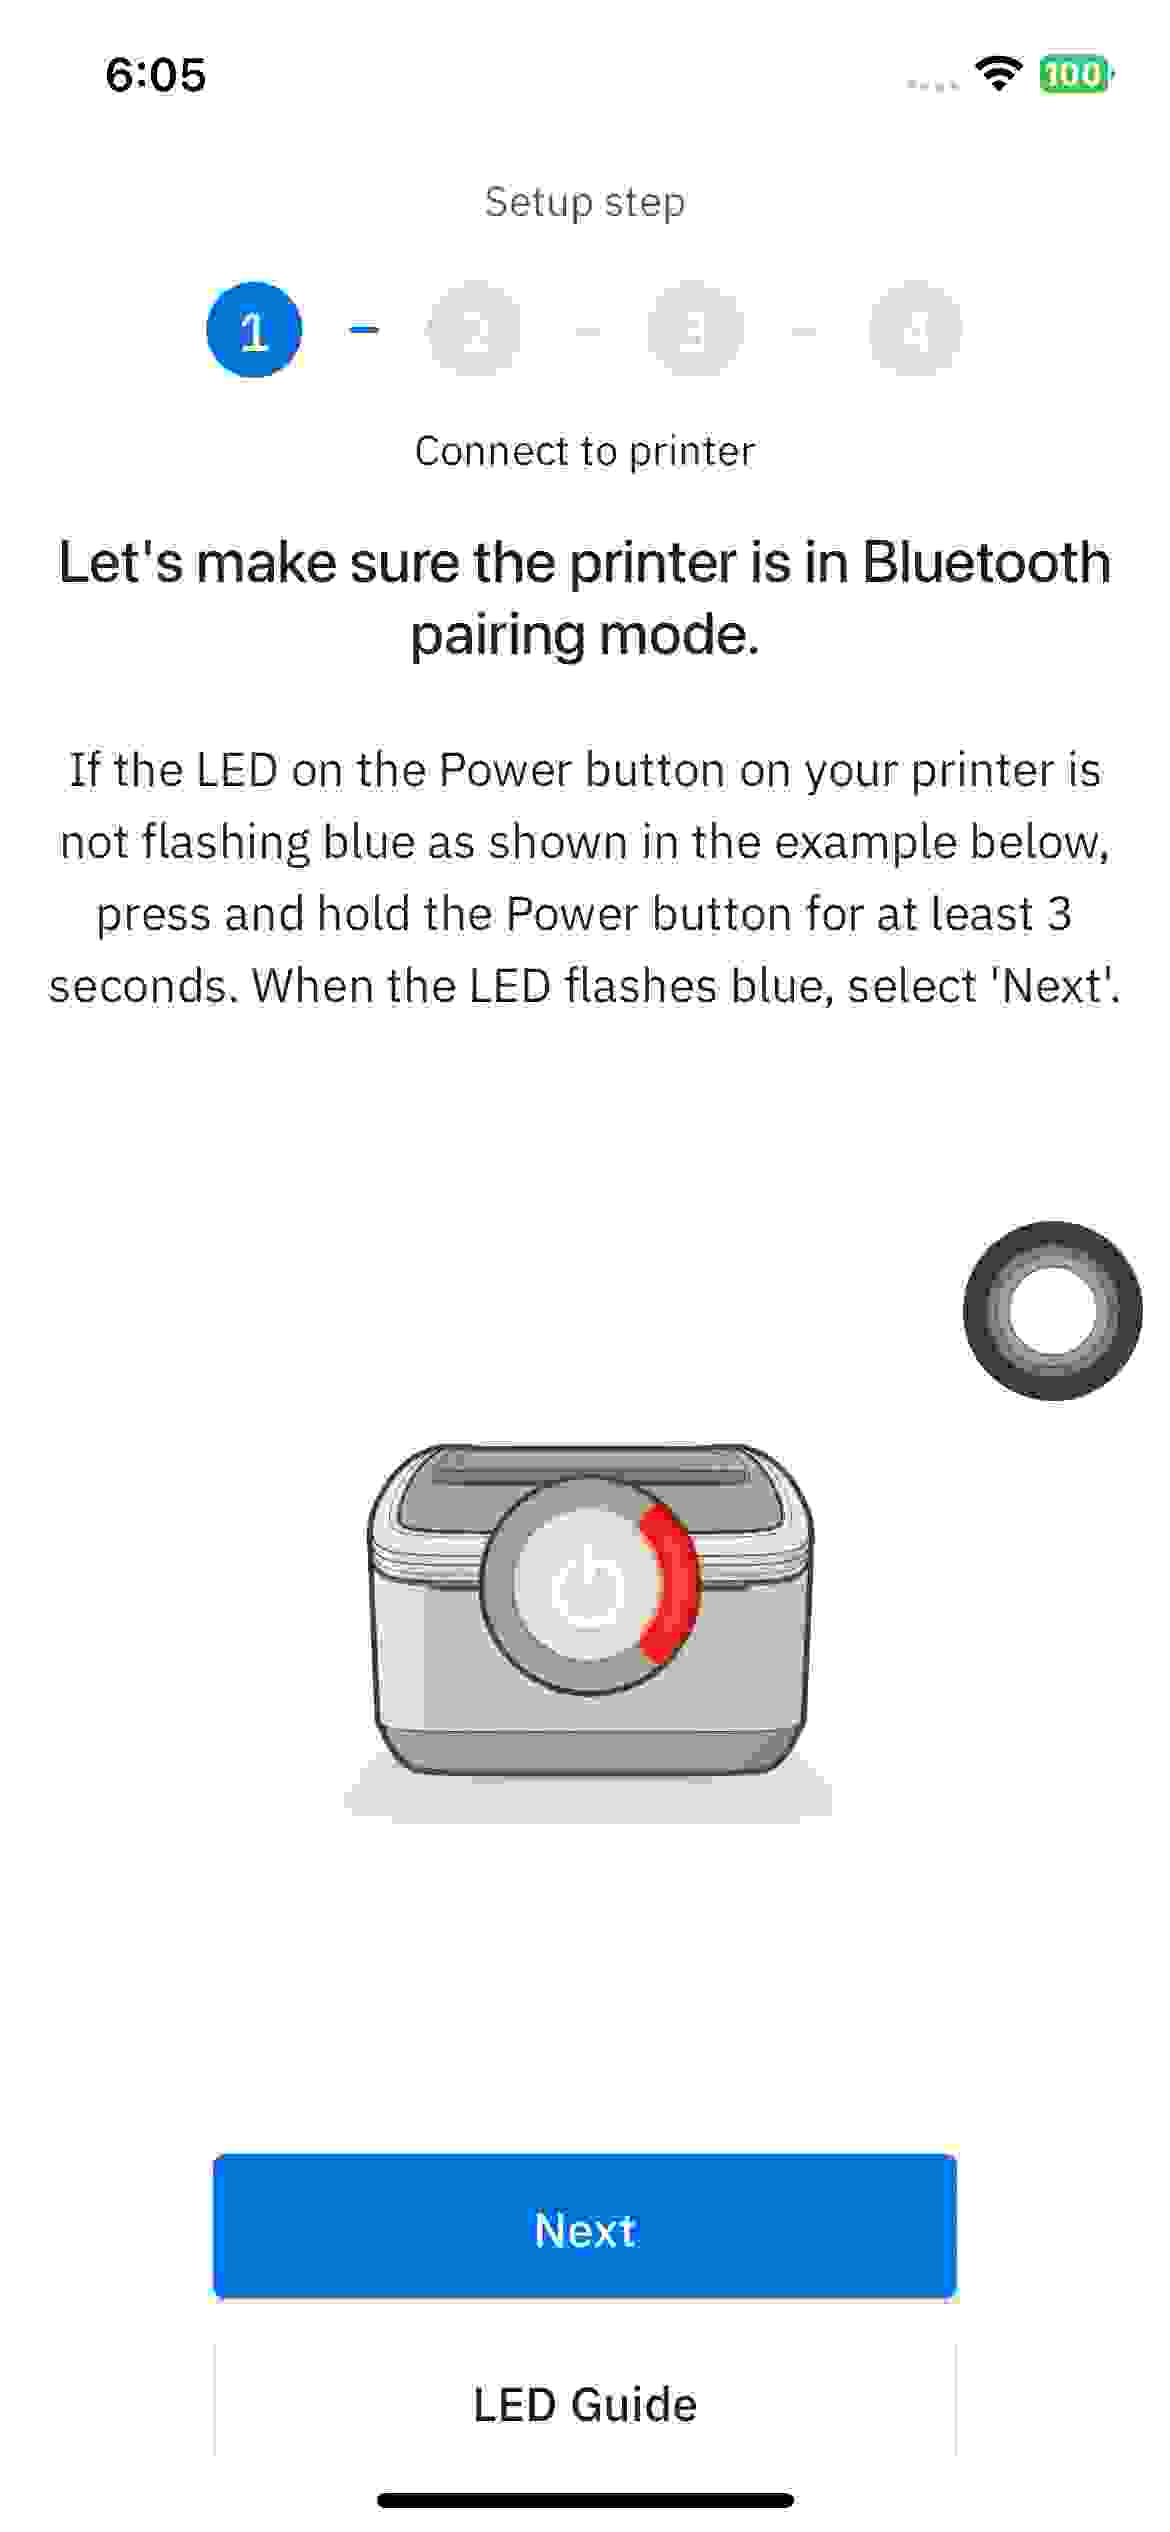 6:05
100
Setup step
1
2
3
4
Connect to printer
Let's make sure the printer is in Bluetooth
pairing mode.
If the LED on the Power button on your printer is
not flashing blue as shown in the example below,
press and hold the Power button for at least 3
seconds. When the LED flashes blue, select 'Next'.
Next
LED Guide